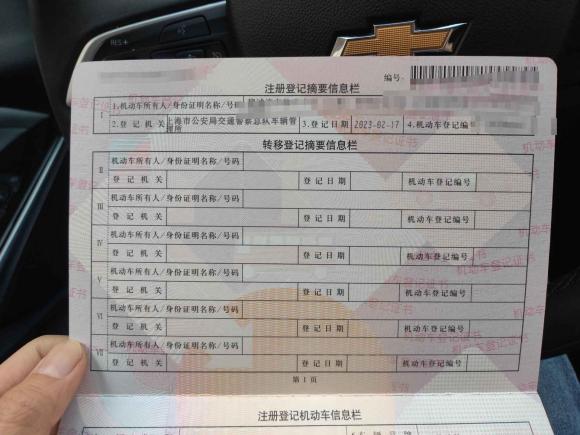 RES+
编号:
注册登记摘要信息栏
I 1.机动车所有人/身份证明名称/号码
2.登记机关 上海市公安局交通警察总队车辆管理所 3.登记日期 2023-02-17 4.机动车登记编号
转移登记摘要信息栏
II 机动车所有人/身份证明名称/号码
登记机关 登记日期 机动车登记编号
III 机动车所有人/身份证明名称/号码
登记机关 登记日期 机动车登记编号
IV 机动车所有人/身份证明名称/号码
登记机关 登记日期 机动车登记编号
V 机动车所有人/身份证明名称/号码
登记机关 登记日期 机动车登记编号
VI 机动车所有人/身份证明名称/号码
登记机关 登记日期 机动车登记编号
VII 机动车所有人/身份证明名称/号码
登记机关 登记日期 机动车登记编号
第1页
注册登记机动车信息栏